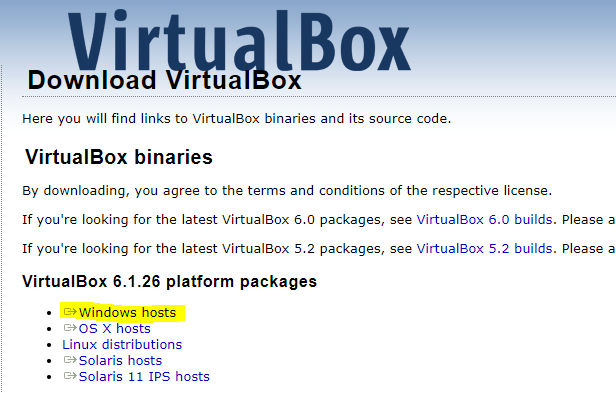 VirtualBox
Download VirtualBox
Here you will find links to VirtualBox binaries and its source code.
VirtualBox binaries
By downloading, you agree to the terms and conditions of the respective license.
If you're looking for the latest VirtualBox 6.0 packages, see VirtualBox 6.0 builds. Please a
If you're looking for the latest VirtualBox 5.2 packages, see VirtualBox 5.2 builds. Please a
VirtualBox 6.1.26 platform packages
Windows hosts
OS X hosts
Linux distributions
Solaris hosts
Solaris 11 IPS hosts